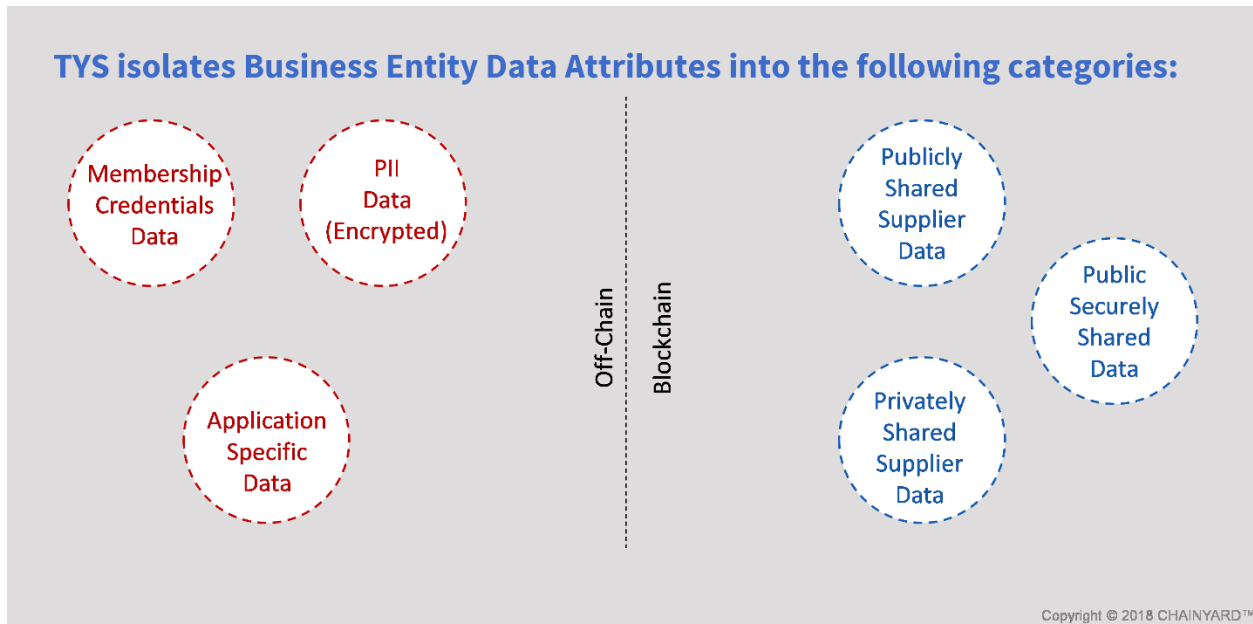 TYS isolates Business Entity Data Attributes into the following categories:
Membership
Credentials
Data
PII
Data
(Encrypted)
Application
Specific
Data
Off-Chain
Blockchain
Publicly
Shared
Supplier
Data
Public
Securely
Shared
Data
Privately
Shared
Supplier
Data
Copyright © 2018 CHAINYARD™